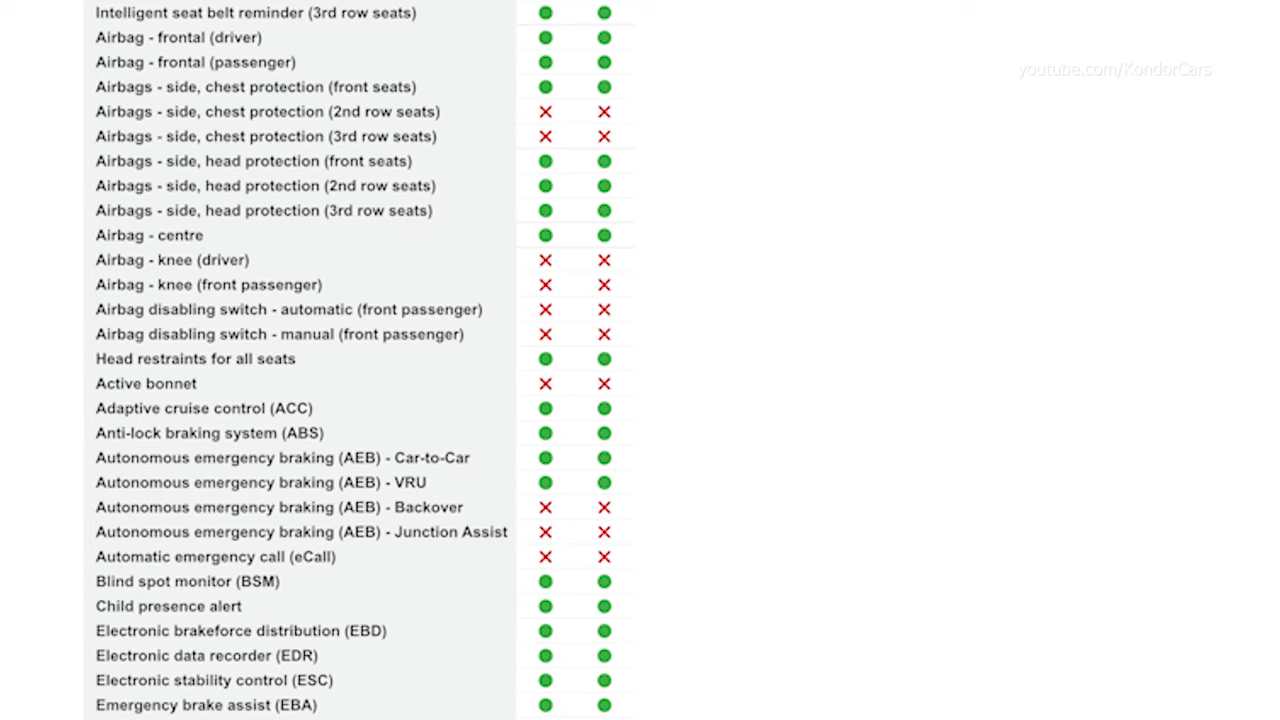 Intelligent seat belt reminder (3rd row seats)
Airbag - frontal (driver)
Airbag - frontal (passenger)
youtube.com/KondorCars
Airbags - side, chest protection (front seats)
Airbags - side, chest protection (2nd row seats)
Airbags - side, chest protection (3rd row seats)
Airbags - side, head protection (front seats)
Airbags - side, head protection (2nd row seats)
Airbags - side, head protection (3rd row seats)
Airbag - centre
Airbag - knee (driver)
Airbag - knee (front passenger)
Airbag disabling switch - automatic (front passenger)
Airbag disabling switch - manual (front passenger)
Head restraints for all seats
Active bonnet
Adaptive cruise control (ACC)
Anti-lock braking system (ABS)
Autonomous emergency braking (AEB) - Car-to-Car
Autonomous emergency braking (AEB) - VRU
Autonomous emergency braking (AEB) - Backover
Autonomous emergency braking (AEB) - Junction Assist
Automatic emergency call (eCall)
Blind spot monitor (BSM)
Child presence alert
Electronic brakeforce distribution (EBD)
Electronic data recorder (EDR)
Electronic stability control (ESC)
Emergency brake assist (EBA)